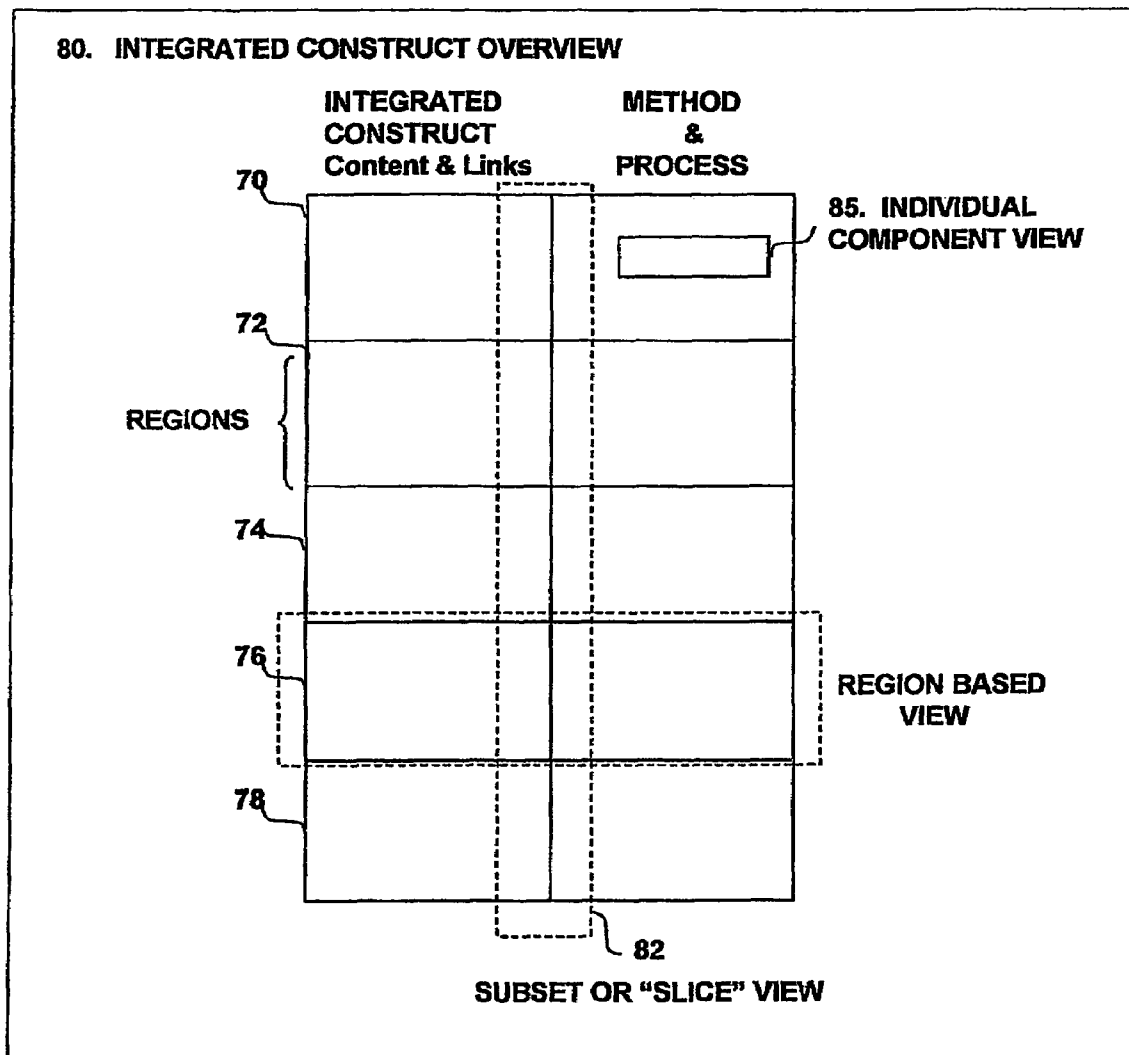 80. INTEGRATED CONSTRUCT OVERVIEW
INTEGRATED
CONSTRUCT
Content & Links
METHOD
&
PROCESS
70
85. INDIVIDUAL
COMPONENT VIEW
72
REGIONS
74
76
REGION BASED
VIEW
78
82
SUBSET OR “SLICE” VIEW